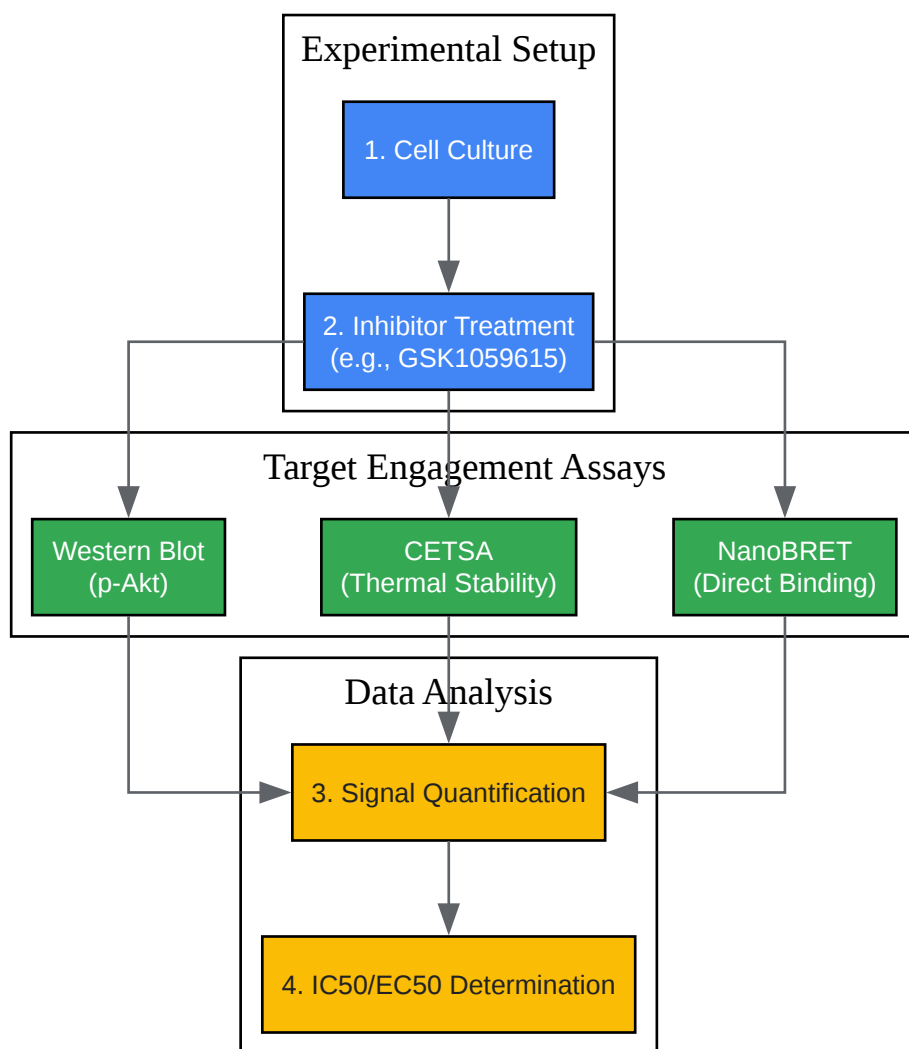 Experimental Setup
1. Cell Culture
2. Inhibitor Treatment
(e.g., GSK1059615)
Target Engagement Assays
Western Blot
(p-Akt)
CETSA
(Thermal Stability)
NanoBRET
(Direct Binding)
Data Analysis
3. Signal Quantification
4. IC50/EC50 Determination